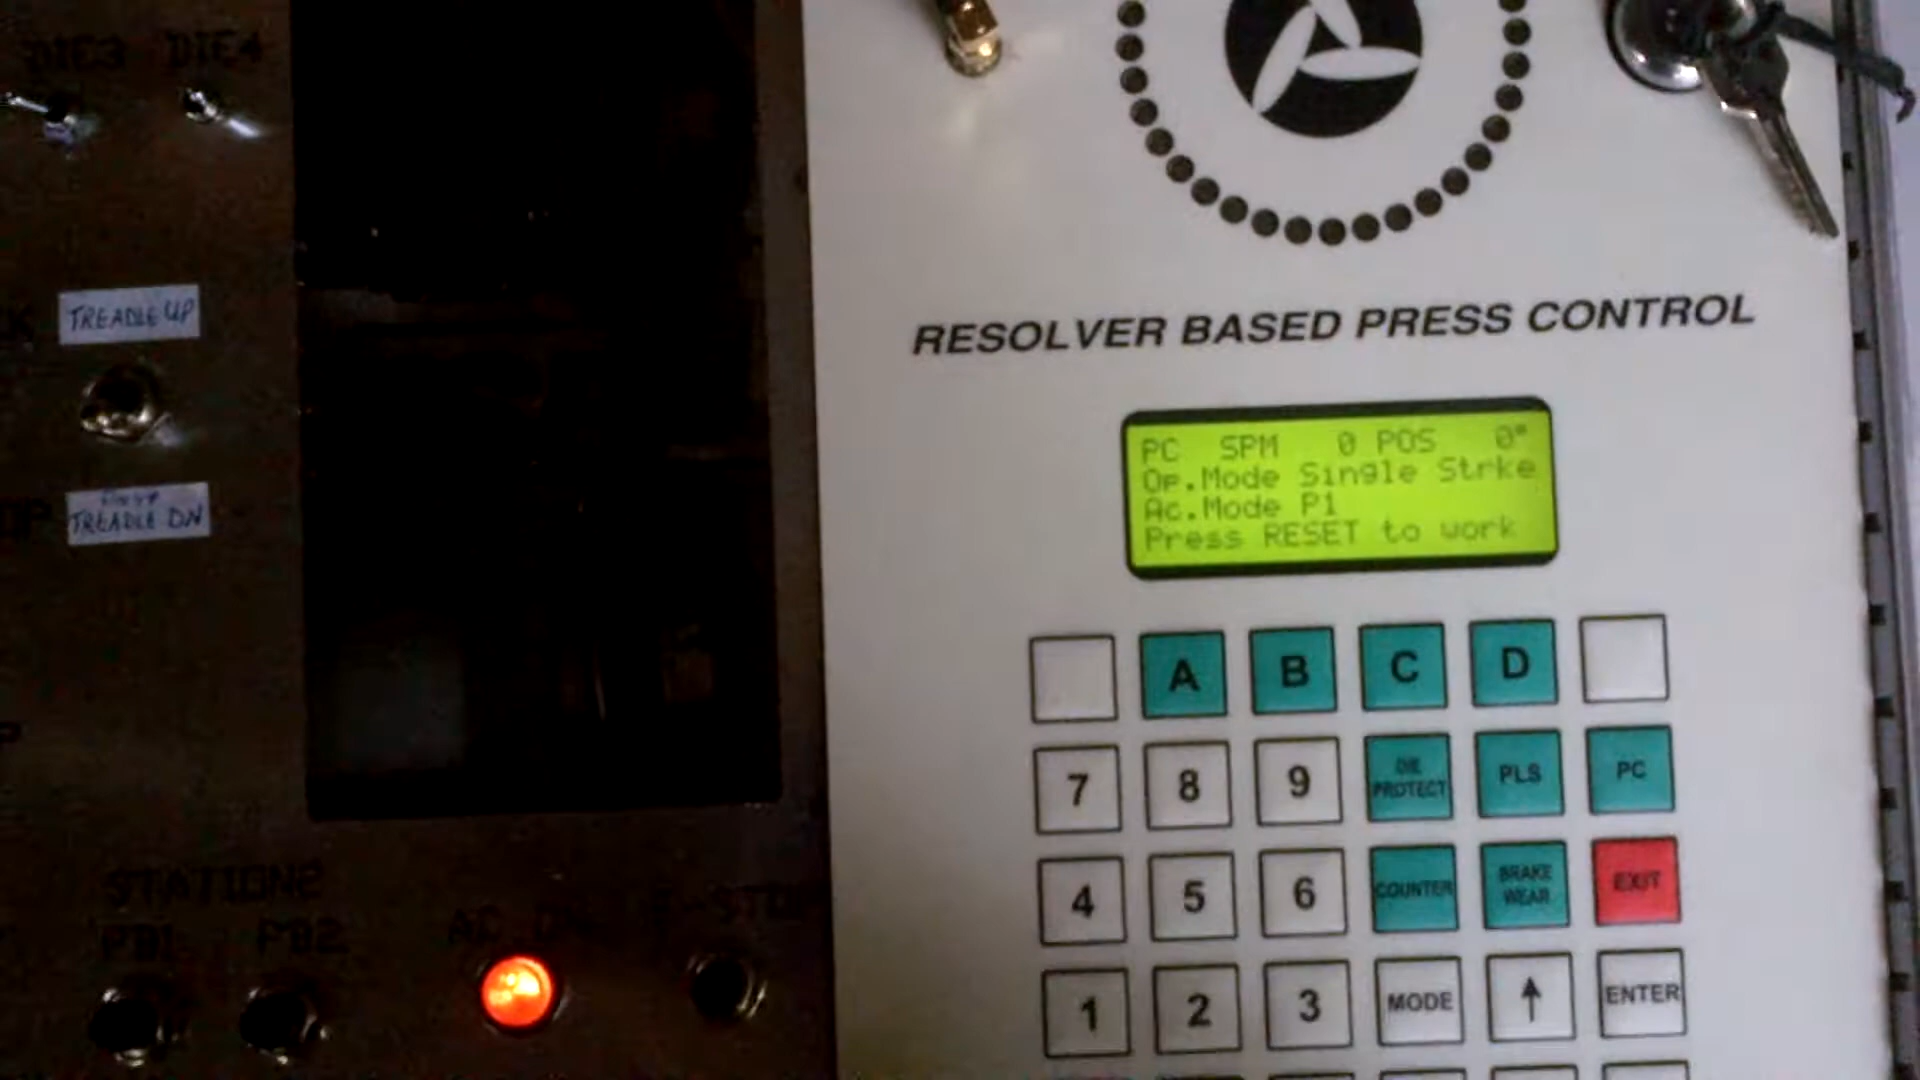 DIE3 DIE4
TREADLE UP
TREADLE DN
STATION2
PB1 PB2
AC ON E-STOP
RESOLVER BASED PRESS CONTROL
PC SPM 0 POS 0°
Op.Mode Single Strke
Ac.Mode P1
Press RESET to work
A B C D
7 8 9 DIE PROTECT PLS PC
4 5 6 COUNTER BRAKE WEAR EXIT
1 2 3 MODE ↑ ENTER